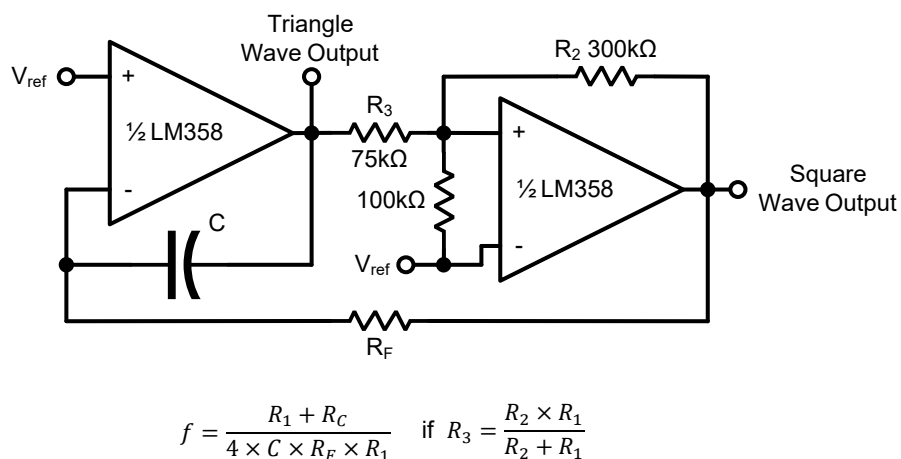 Triangle
Wave Output
R2 300kΩ
Vref
+
½ LM358
-
R3
75kΩ
100kΩ
+
½ LM358
-
Square
Wave Output
C
Vref
RF
f = (R1 + RC) / (4 × C × RF × R1) if R3 = (R2 × R1) / (R2 + R1)